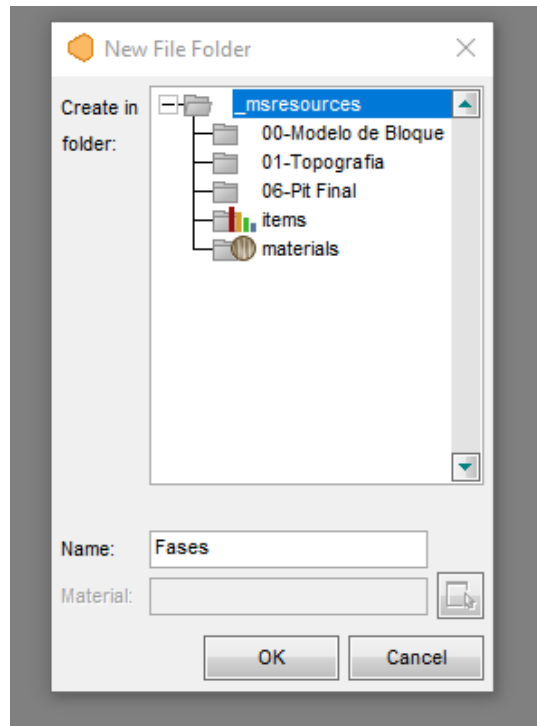 New File Folder
Create in
folder:
_msresources
00-Modelo de Bloque
01-Topografia
06-Pit Final
items
materials
Name:
Fases
Material:
OK
Cancel